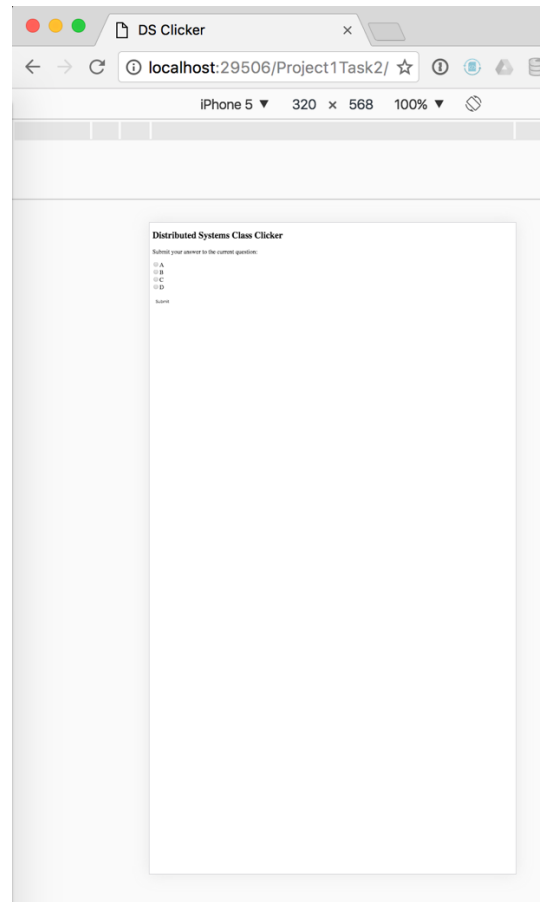 DS Clicker
localhost:29506/Project1Task2/
iPhone 5 ▼ 320 × 568 100% ▼
Distributed Systems Class Clicker
Submit your answer to the current question:
A
B
C
D
Submit